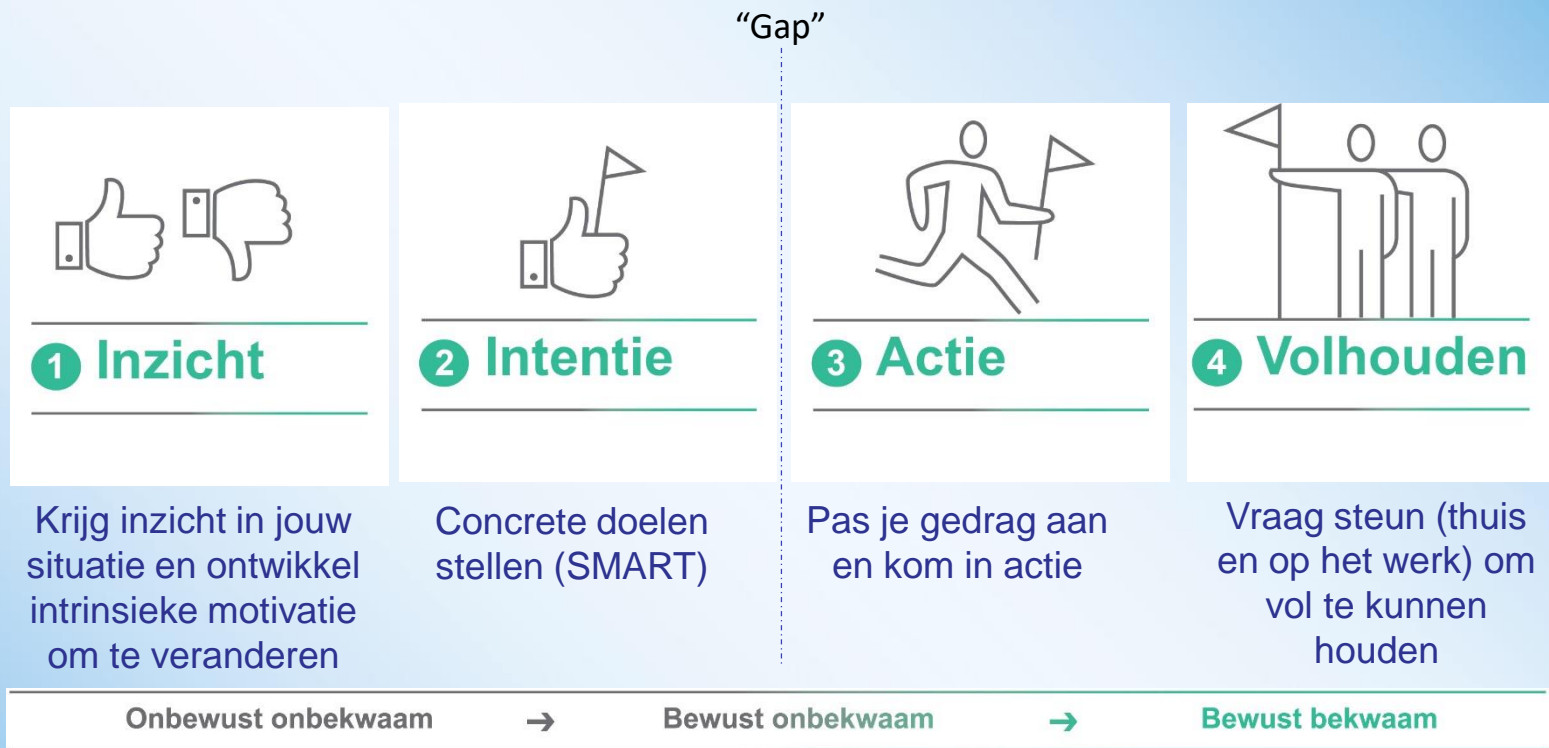 “Gap”
1 Inzicht
2 Intentie
3 Actie
4 Volhouden
Krijg inzicht in jouw
situatie en ontwikkel
intrinsieke motivatie
om te veranderen
Concrete doelen
stellen (SMART)
Pas je gedrag aan
en kom in actie
Vraag steun (thuis
en op het werk) om
vol te kunnen
houden
Onbewust onbekwaam → Bewust onbekwaam → Bewust bekwaam